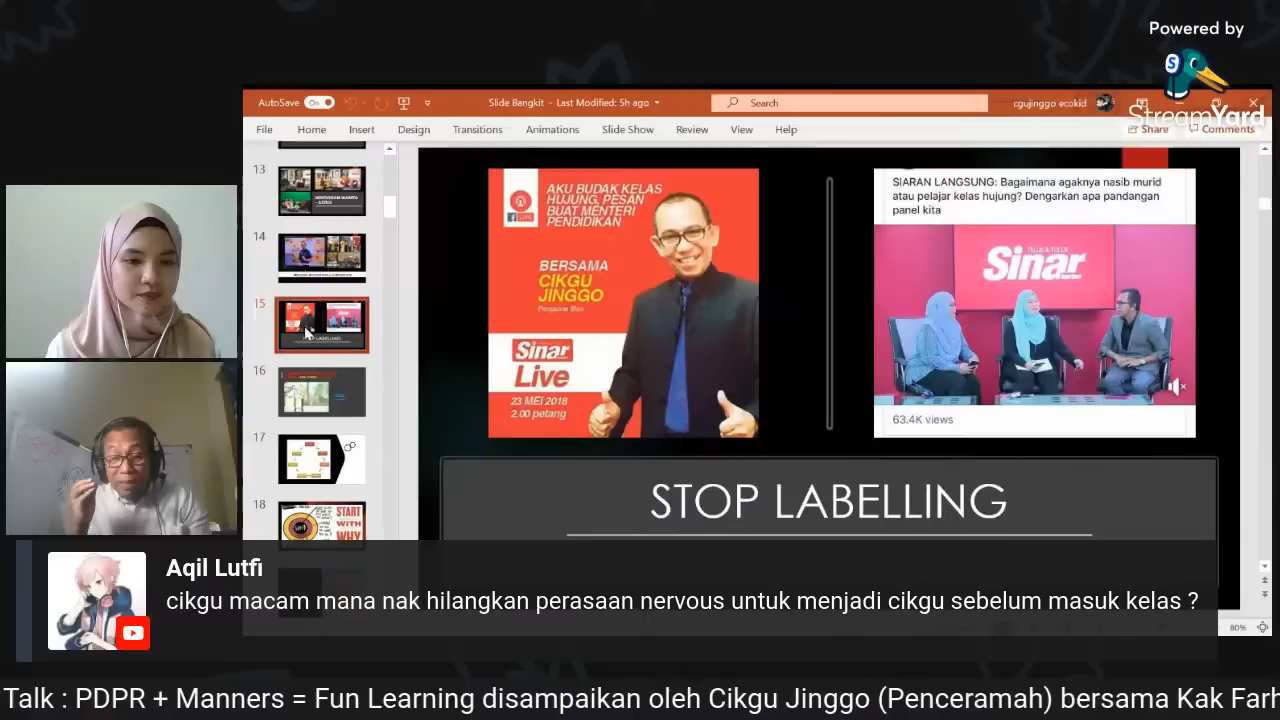 Powered by
StreamYard
AutoSave On
Slide Bangkit - Last Modified: 5h ago
Search
cgujinggo ecokid
File Home Insert Design Transitions Animations Slide Show Review View Help
Share
Comments
13
14
15
16
17
18
START
WITH
WHY
AKU BUDAK KELAS
HUJUNG, PESAN
BUAT MENTERI
PENDIDIKAN
BERSAMA
CIKGU
JINGGO
Sinar
Live
23 MEI 2018
2.00 petang
SIARAN LANGSUNG: Bagaimana agaknya nasib murid
atau pelajar kelas hujung? Dengarkan apa pandangan
panel kita
Sinar
63.4K views
STOP LABELLING
Aqil Lutfi
cikgu macam mana nak hilangkan perasaan nervous untuk menjadi cikgu sebelum masuk kelas ?
80%
Talk : PDPR + Manners = Fun Learning disampaikan oleh Cikgu Jinggo (Penceramah) bersama Kak Farh